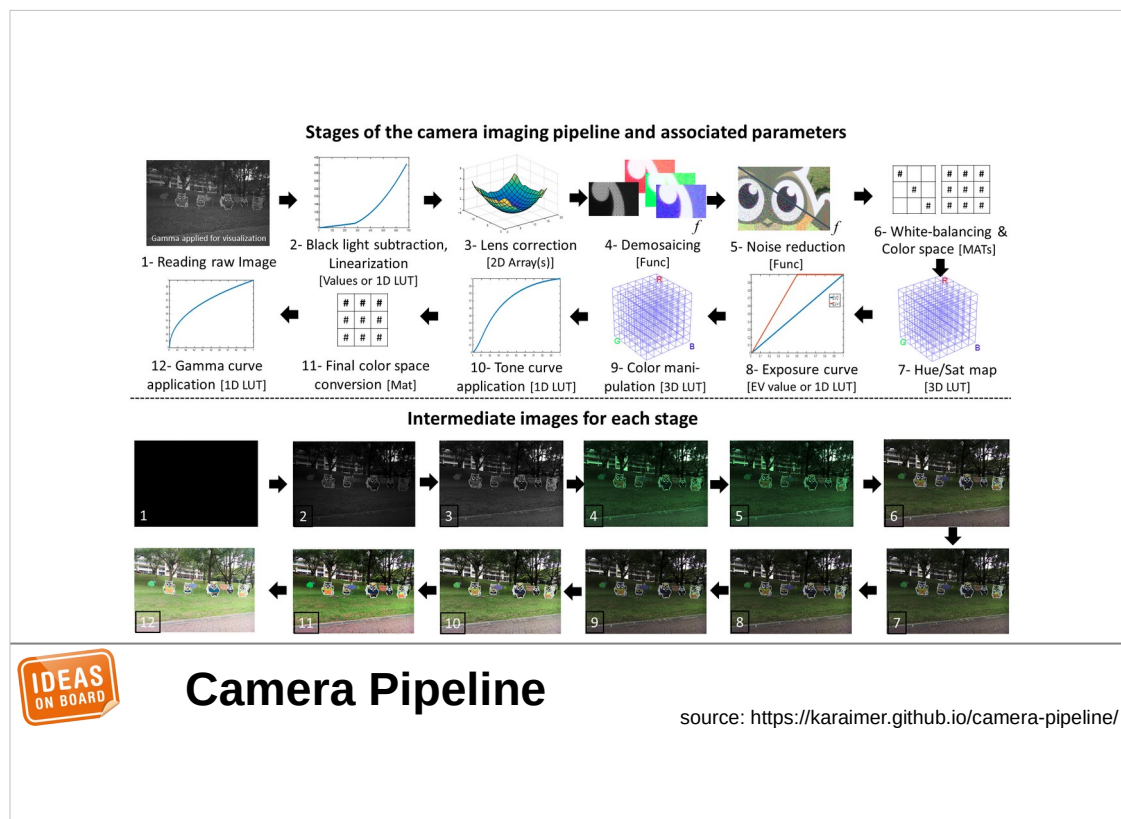 Stages of the camera imaging pipeline and associated parameters
Gamma applied for visualization
1- Reading raw Image
2- Black light subtraction,
Linearization
[Values or 1D LUT]
3- Lens correction
[2D Array(s)]
f
4- Demosaicing
[Func]
f
5- Noise reduction
[Func]
# # # #
# # # #
# # # #
6- White-balancing &
Color space [MATs]
12- Gamma curve
application [1D LUT]
# # #
# # #
# # #
11- Final color space
conversion [Mat]
10- Tone curve
application [1D LUT]
R
G
B
9- Color mani-
pulation [3D LUT]
8- Exposure curve
[EV value or 1D LUT]
R
G
B
7- Hue/Sat map
[3D LUT]
Intermediate images for each stage
1
2
3
4
5
6
12
11
10
9
8
7
IDEAS
ON BOARD
Camera Pipeline
source: https://karaimer.github.io/camera-pipeline/